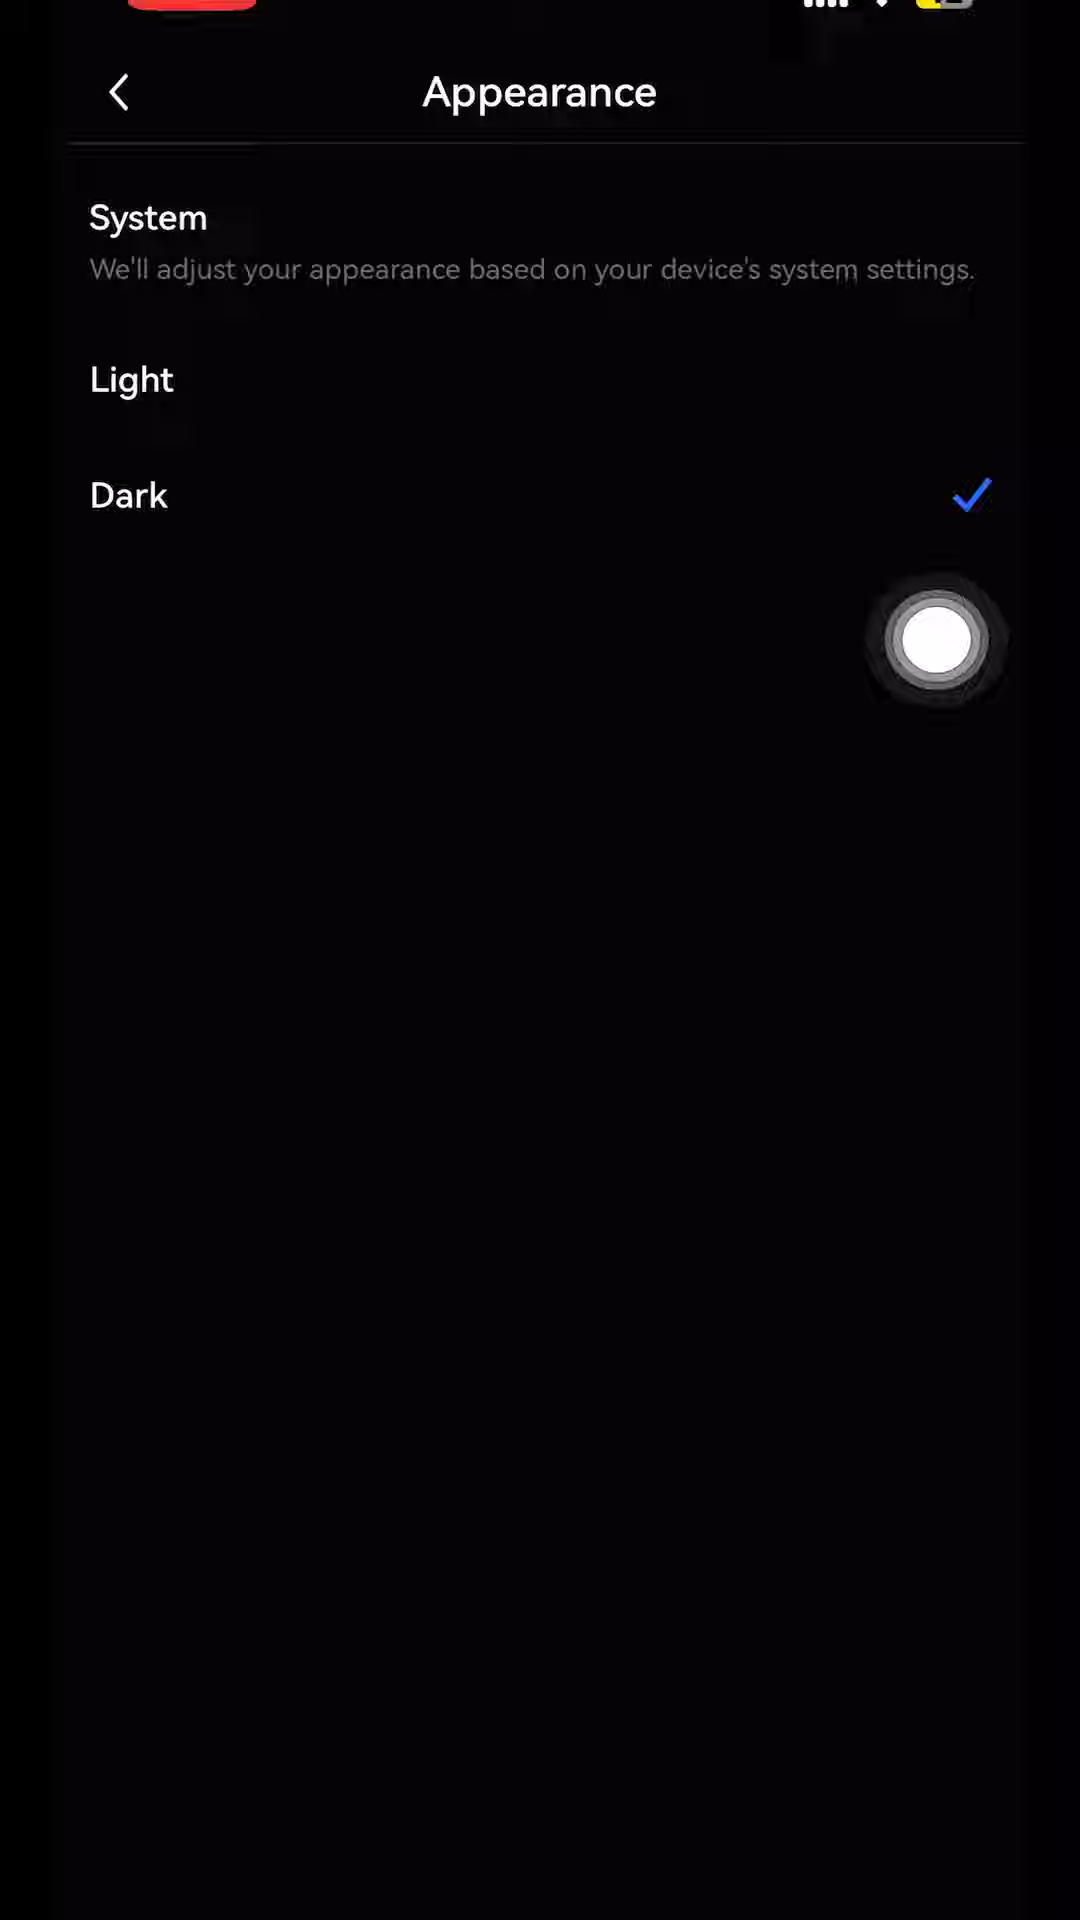 Appearance
System
We'll adjust your appearance based on your device's system settings.
Light
Dark